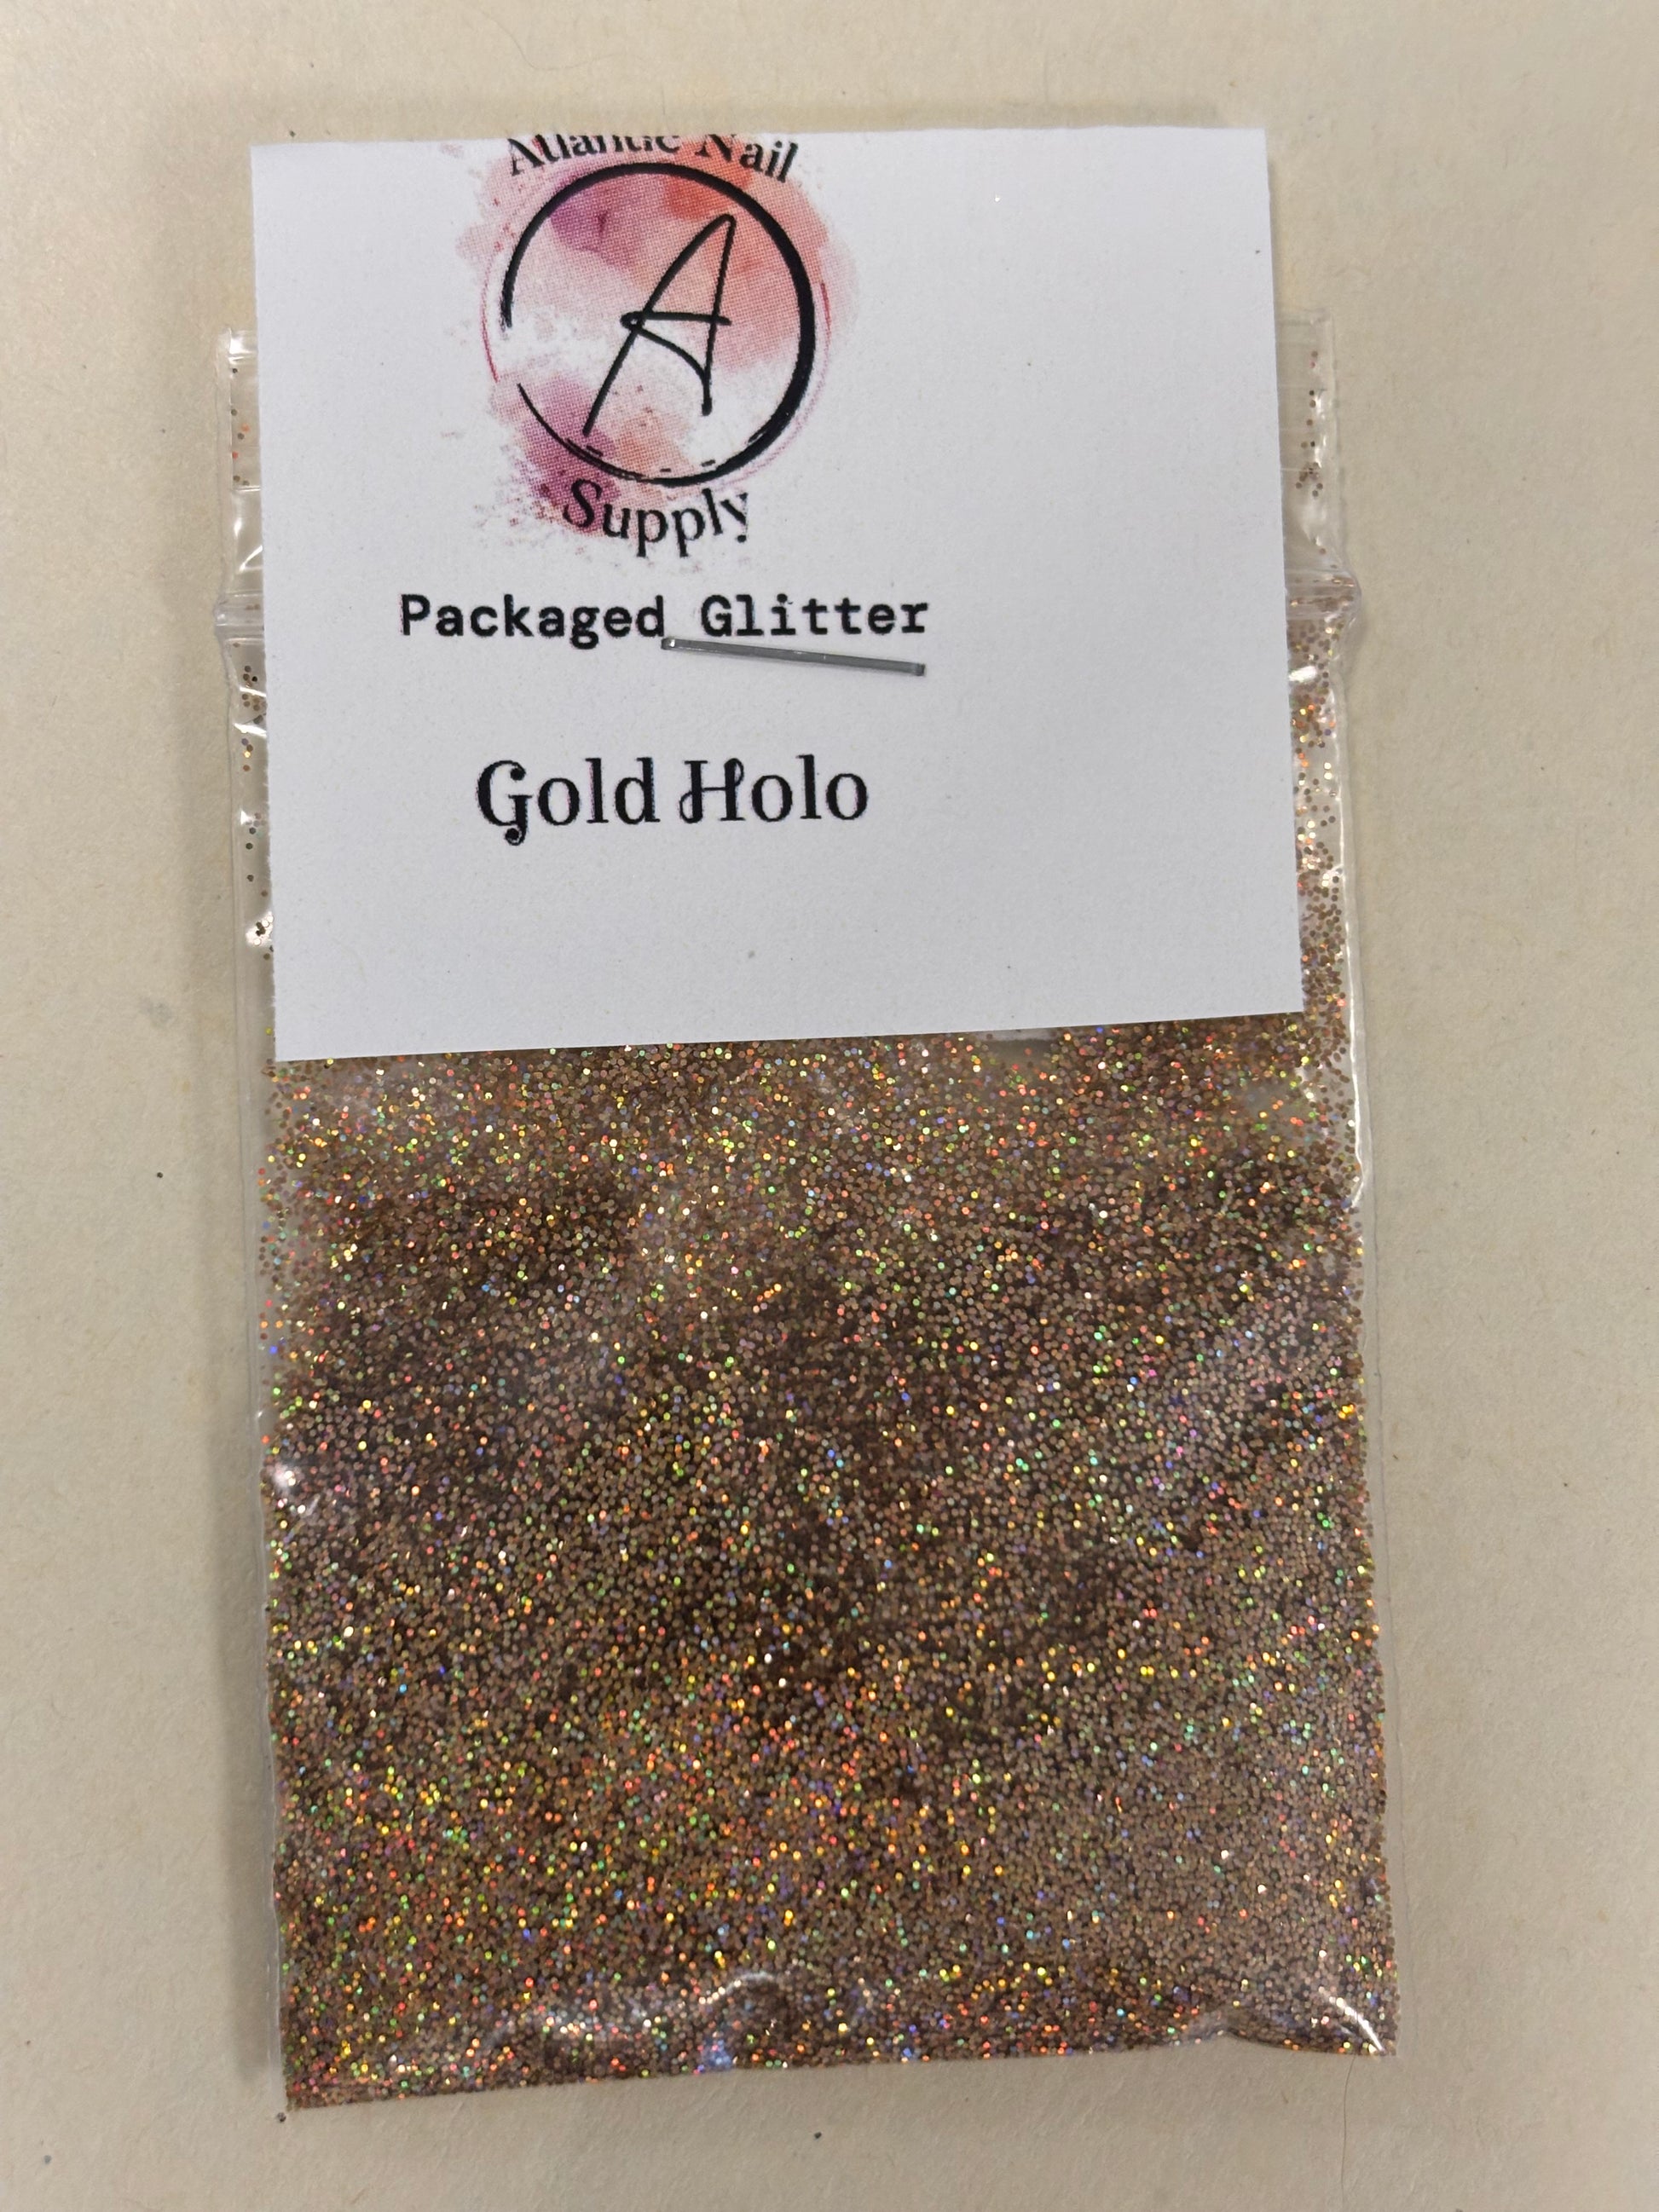 Atlantic Nail
A
Supply
Packaged Glitter
Gold Holo